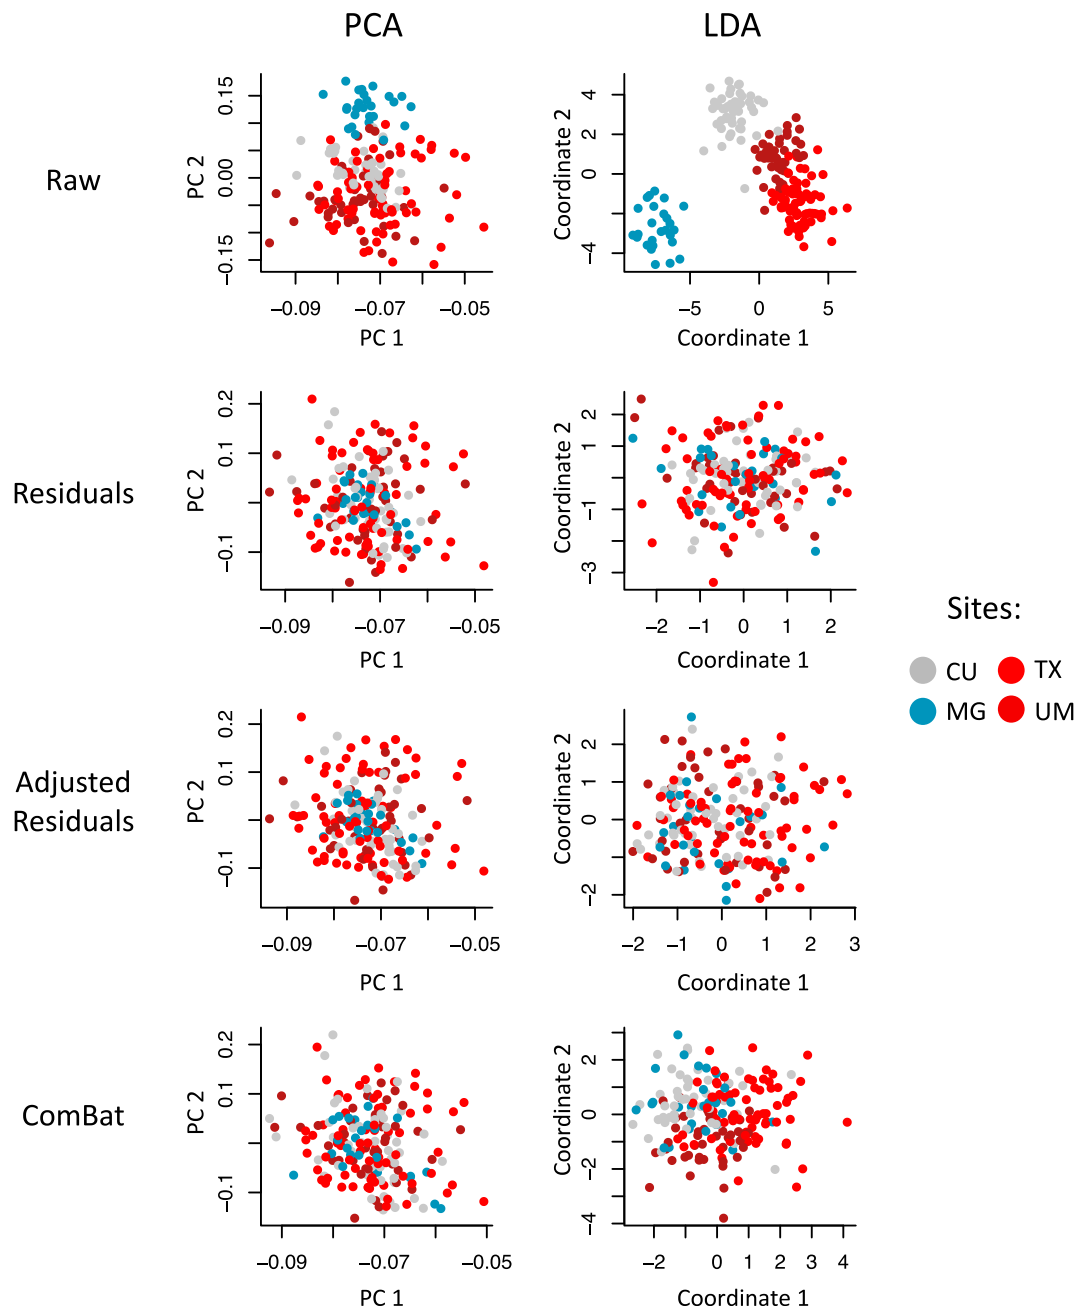 PCA
LDA
Raw
PC 2
0.15
0.00
−0.15
−0.09
−0.07
−0.05
PC 1
Coordinate 2
4
2
0
−4
−5
0
5
Coordinate 1
Residuals
PC 2
0.2
0.1
−0.1
−0.09
−0.07
−0.05
PC 1
Coordinate 2
2
1
−1
−3
−2
−1
0
1
2
Coordinate 1
Sites:
CU
TX
MG
UM
Adjusted
Residuals
PC 2
0.2
0.1
−0.1
−0.09
−0.07
−0.05
PC 1
Coordinate 2
2
1
0
−2
−2
−1
0
1
2
3
Coordinate 1
ComBat
PC 2
0.2
0.1
−0.1
−0.09
−0.07
−0.05
PC 1
Coordinate 2
2
0
−2
−4
−2
0
1
2
3
4
Coordinate 1